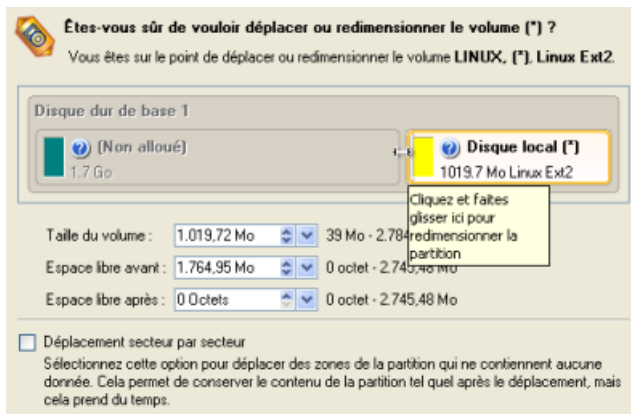 Êtes-vous sûr de vouloir déplacer ou redimensionner le volume (*) ?
Vous êtes sur le point de déplacer ou redimensionner le volume LINUX, (*), Linux Ext2.
Disque dur de base 1
(Non alloué)
1.7 Go
Disque local (*)
1019.7 Mo Linux Ext2
Cliquez et faites
glisser ici pour
redimensionner la
partition
Taille du volume : 1.019,72 Mo 39 Mo - 2.784
Espace libre avant : 1.764,95 Mo 0 octet - 2.745,48 Mo
Espace libre après : 0 Octets 0 octet - 2.745,48 Mo
Déplacement secteur par secteur
Sélectionnez cette option pour déplacer des zones de la partition qui ne contiennent aucune
donnée. Cela permet de conserver le contenu de la partition tel quel après le déplacement, mais
cela prend du temps.